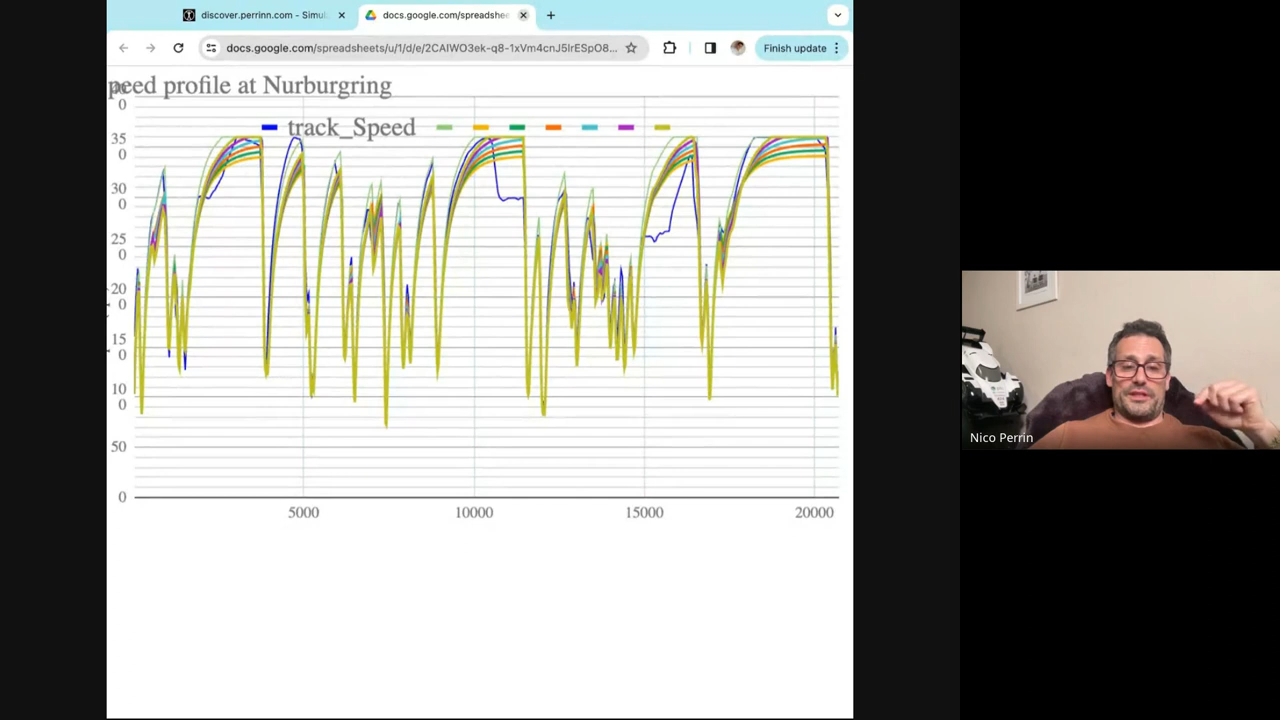 discover.perrinn.com - Simul
docs.google.com/spreadshee
docs.google.com/spreadsheets/u/1/d/e/2CAIWO3ek-q8-1xVm4cnJ5lrESpO8...
Finish update
peed profile at Nurburgring
track_Speed
0
35
0
30
0
25
0
20
0
15
0
10
0
50
0
5000
10000
15000
20000
Nico Perrin